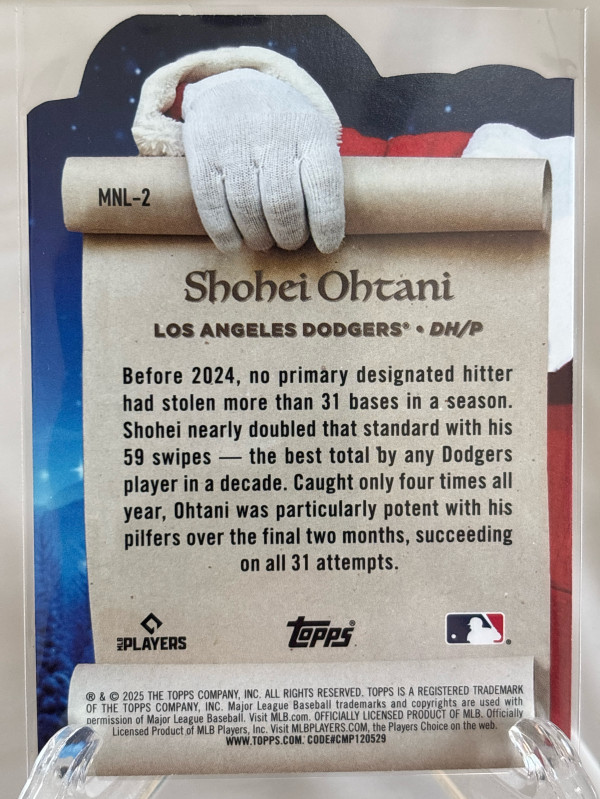 MNL-2
Shohei Ohtani
LOS ANGELES DODGERS® • DH/P
Before 2024, no primary designated hitter
had stolen more than 31 bases in a season.
Shohei nearly doubled that standard with his
59 swipes — the best total by any Dodgers
player in a decade. Caught only four times all
year, Ohtani was particularly potent with his
pilfers over the final two months, succeeding
on all 31 attempts.
MLB PLAYERS
topps®
® & © 2025 THE TOPPS COMPANY, INC. ALL RIGHTS RESERVED. TOPPS IS A REGISTERED TRADEMARK
OF THE TOPPS COMPANY, INC. Major League Baseball trademarks and copyrights are used with
permission of Major League Baseball. Visit MLB.com. OFFICIALLY LICENSED PRODUCT OF MLB. Officially
Licensed Product of MLB Players, Inc. Visit MLBPLAYERS.COM, the Players Choice on the web.
WWW.TOPPS.COM. CODE#CMP120529